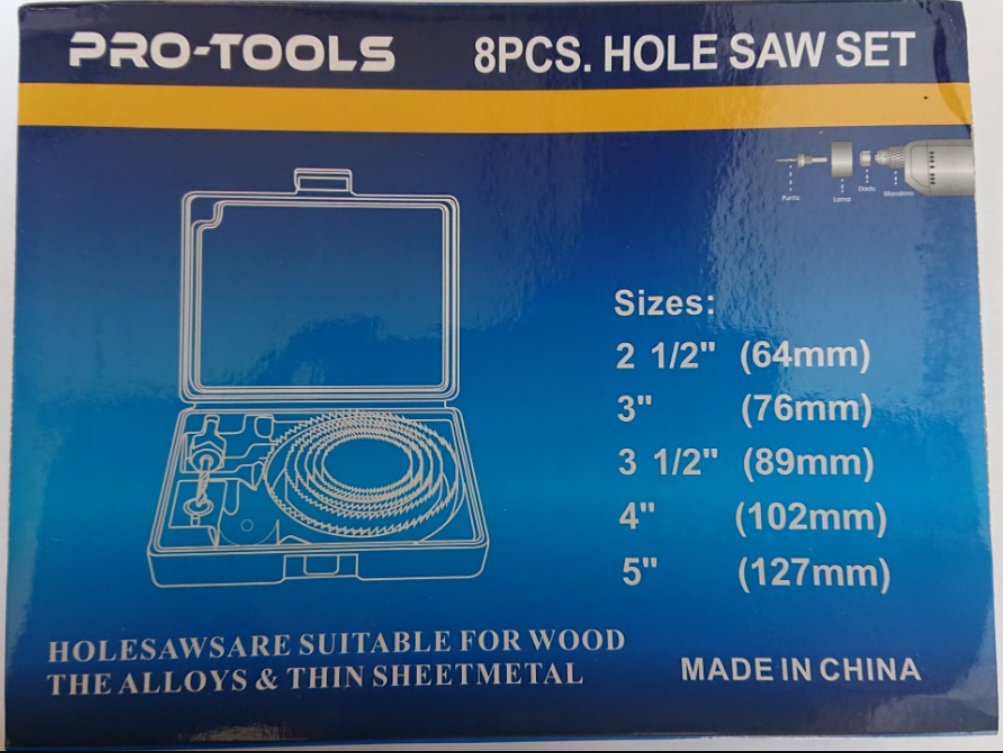 PRO-TOOLS
8PCS. HOLE SAW SET
Punta
Lama
Dado
Mandrino
Sizes:
2 1/2" (64mm)
3" (76mm)
3 1/2" (89mm)
4" (102mm)
5" (127mm)
HOLESAWSARE SUITABLE FOR WOOD
THE ALLOYS & THIN SHEETMETAL
MADE IN CHINA